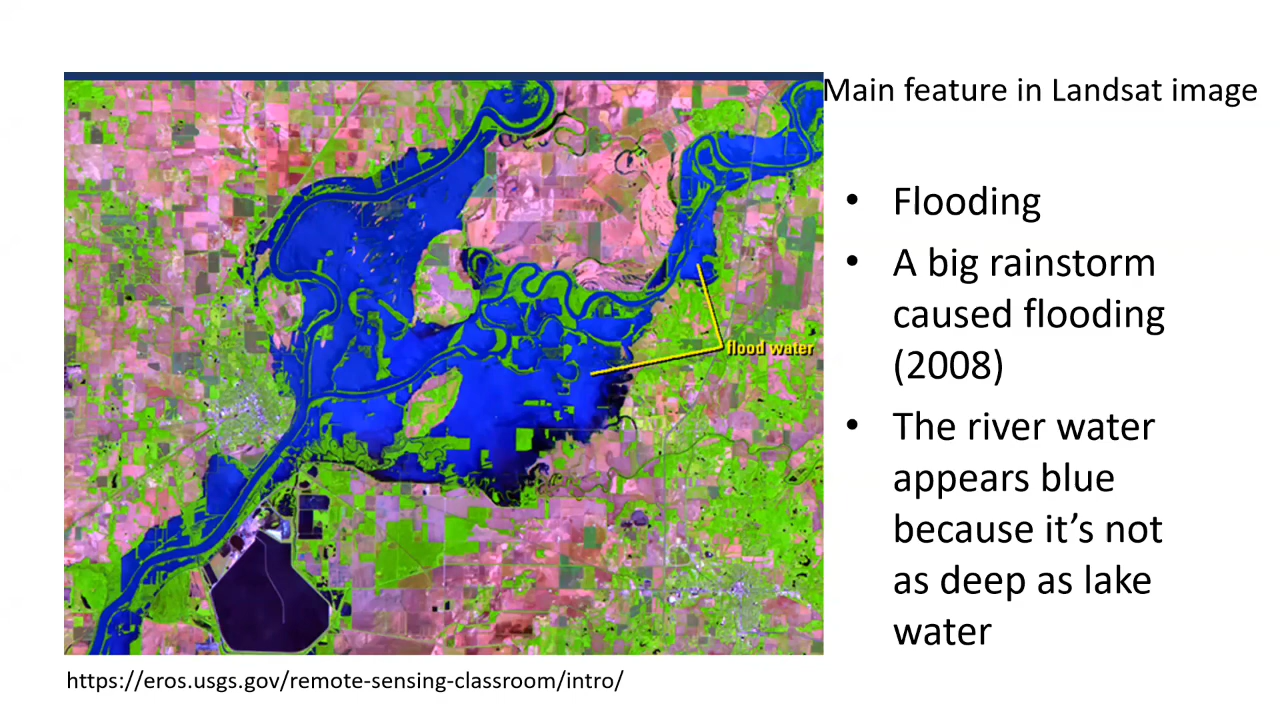 Main feature in Landsat image
• Flooding
• A big rainstorm
caused flooding
(2008)
• The river water
appears blue
because it’s not
as deep as lake
water
flood water
https://eros.usgs.gov/remote-sensing-classroom/intro/